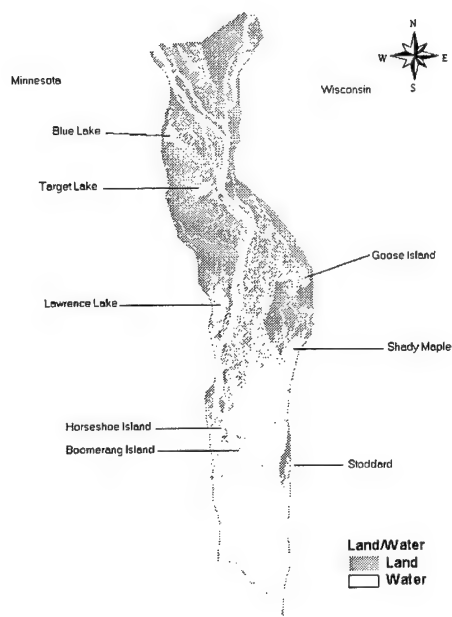 N
W E
S
Minnesota
Wisconsin
Blue Lake
Target Lake
Goose Island
Lawrence Lake
Shady Maple
Horseshoe Island
Boomerang Island
Stoddard
Land/Water
Land
Water